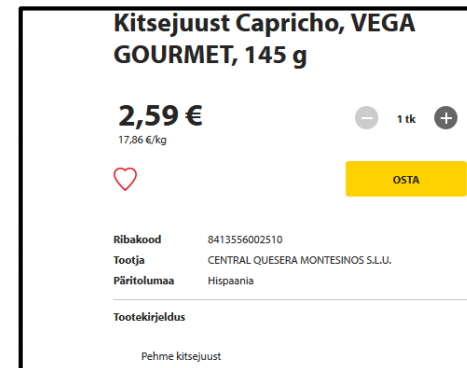 Kitsejuust Capricho, VEGA
GOURMET, 145 g
2,59 €
17,86 €/kg
1 tk
OSTA
Ribakood 8413556002510
Tootja CENTRAL QUESERA MONTESINOS S.L.U.
Päritolumaa Hispaania
Tootekirjeldus
Pehme kitsejuust